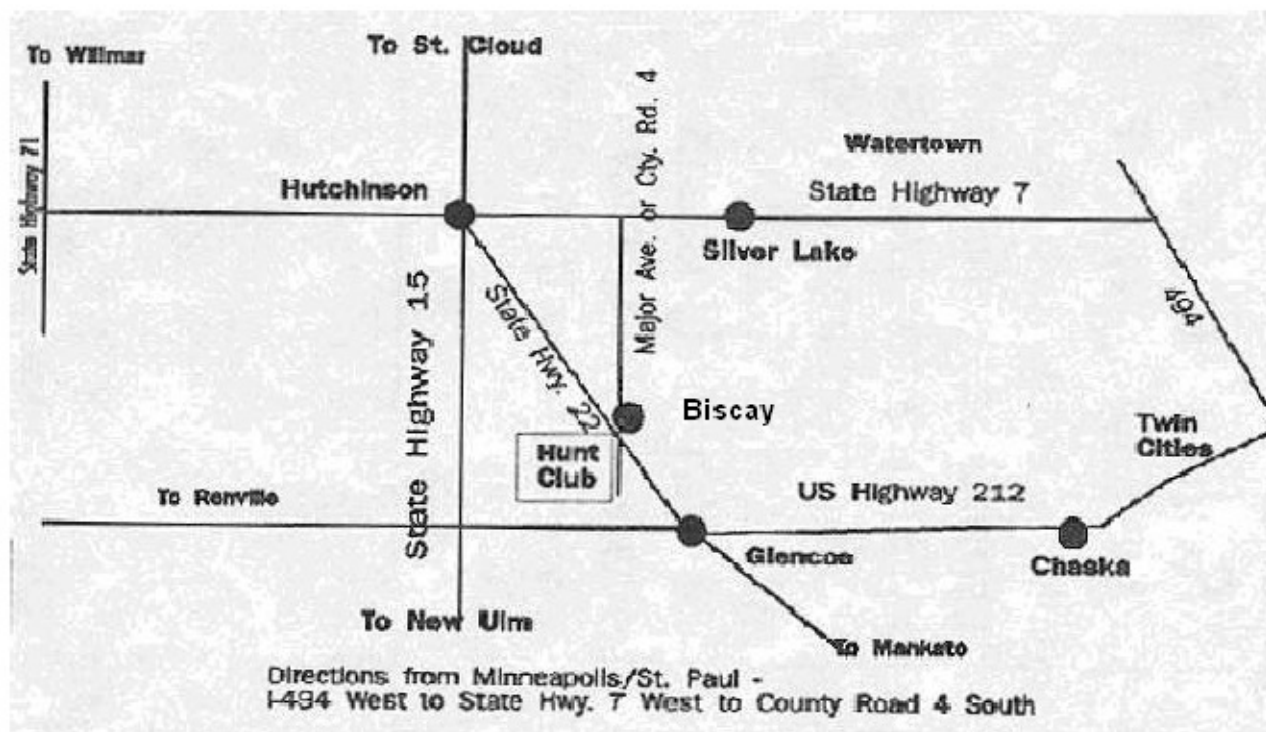 To St. Cloud
To Willmar
Major Ave. or Cty. Rd. 4
State Highway 71
Watertown
Hutchinson
State Highway 7
Silver Lake
State Highway 15
State Hwy. 22
494
Biscay
Twin
Cities
Hunt
Club
To Renville
US Highway 212
Glencoe
Chaska
To New Ulm
To Mankato
Directions from Minneapolis/St. Paul -
I-494 West to State Hwy. 7 West to County Road 4 South